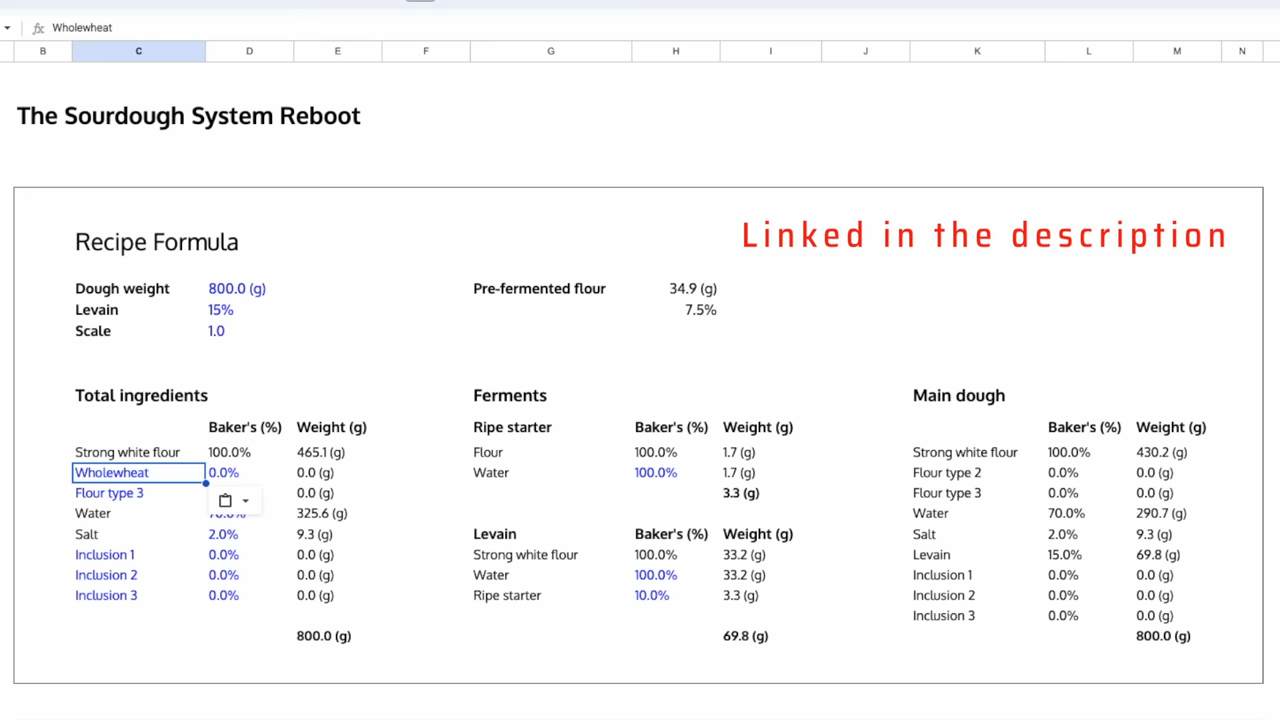 fx Wholewheat
B C D E F G H I J K L M N
The Sourdough System Reboot
Linked in the description
Recipe Formula
Dough weight 800.0 (g) Pre-fermented flour 34.9 (g)
Levain 15% 7.5%
Scale 1.0
Total ingredients Ferments Main dough
Baker's (%) Weight (g) Ripe starter Baker's (%) Weight (g) Baker's (%) Weight (g)
Strong white flour 100.0% 465.1 (g) Flour 100.0% 1.7 (g) Strong white flour 100.0% 430.2 (g)
Wholewheat 0.0% 0.0 (g) Water 100.0% 1.7 (g) Flour type 2 0.0% 0.0 (g)
Flour type 3 0.0 (g) 3.3 (g) Flour type 3 0.0% 0.0 (g)
Water 70.0% 325.6 (g) Water 70.0% 290.7 (g)
Salt 2.0% 9.3 (g) Levain Baker's (%) Weight (g) Salt 2.0% 9.3 (g)
Inclusion 1 0.0% 0.0 (g) Strong white flour 100.0% 33.2 (g) Levain 15.0% 69.8 (g)
Inclusion 2 0.0% 0.0 (g) Water 100.0% 33.2 (g) Inclusion 1 0.0% 0.0 (g)
Inclusion 3 0.0% 0.0 (g) Ripe starter 10.0% 3.3 (g) Inclusion 2 0.0% 0.0 (g)
Inclusion 3 0.0% 0.0 (g)
800.0 (g) 69.8 (g) 800.0 (g)